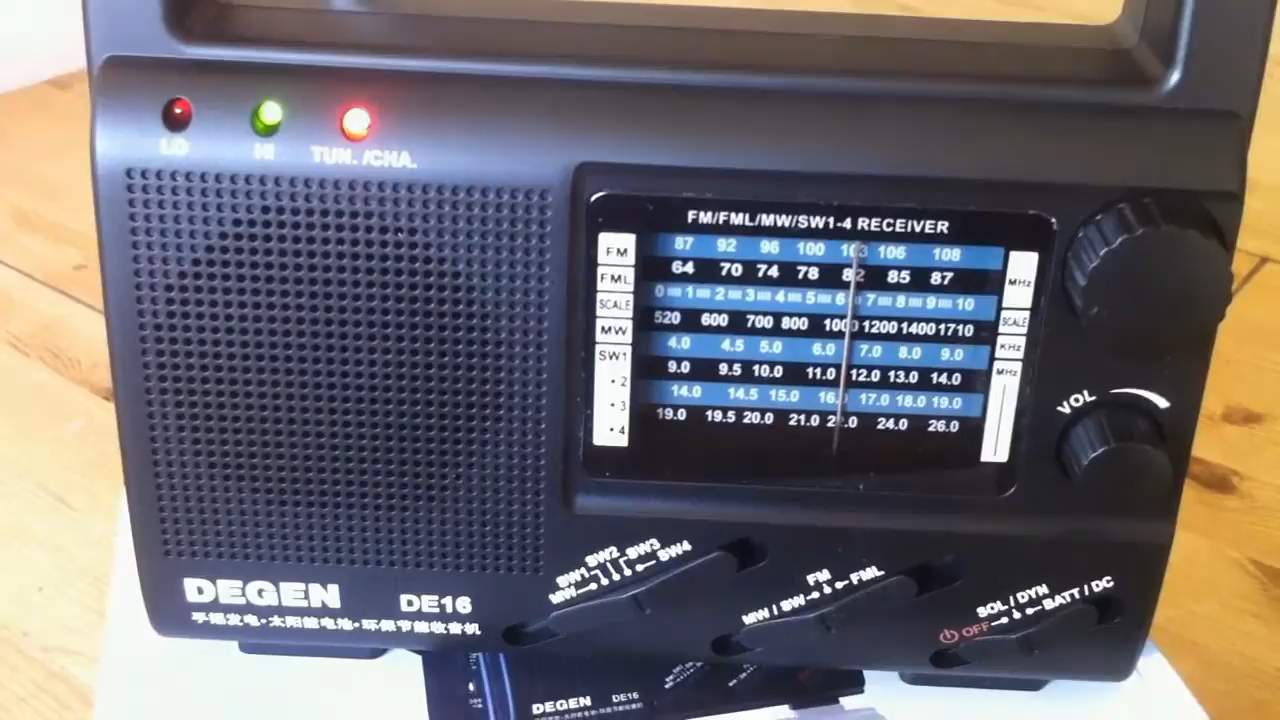 LO HI TUN./CHA.
FM/FML/MW/SW1-4 RECEIVER
FM 87 92 96 100 103 106 108 MHz
FML 64 70 74 78 82 85 87
SCALE 0 1 2 3 4 5 6 7 8 9 10 SCALE
MW 520 600 700 800 1000 1200 1400 1710 KHz
SW1 4.0 4.5 5.0 6.0 7.0 8.0 9.0 MHz
•2 9.0 9.5 10.0 11.0 12.0 13.0 14.0
•3 14.0 14.5 15.0 17.0 18.0 19.0
•4 19.0 19.5 20.0 21.0 22.0 24.0 26.0
VOL
MW SW1 SW2 SW3 SW4
MW / SW FM FML
OFF SOL / DYN BATT / DC
DEGEN DE16
手摇发电·太阳能电池·环保节能收音机
DEGEN DE16